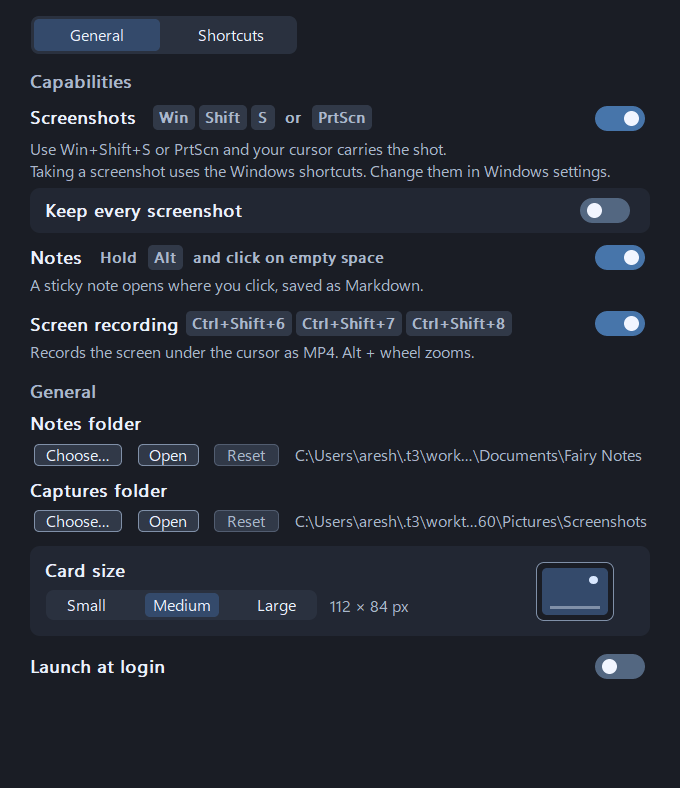 General Shortcuts
Capabilities
Screenshots Win Shift S or PrtScn
Use Win+Shift+S or PrtScn and your cursor carries the shot.
Taking a screenshot uses the Windows shortcuts. Change them in Windows settings.
Keep every screenshot
Notes Hold Alt and click on empty space
A sticky note opens where you click, saved as Markdown.
Screen recording Ctrl+Shift+6 Ctrl+Shift+7 Ctrl+Shift+8
Records the screen under the cursor as MP4. Alt + wheel zooms.
General
Notes folder
Choose... Open Reset C:\Users\aresh\.t3\work...\Documents\Fairy Notes
Captures folder
Choose... Open Reset C:\Users\aresh\.t3\workt...60\Pictures\Screenshots
Card size
Small Medium Large 112 × 84 px
Launch at login